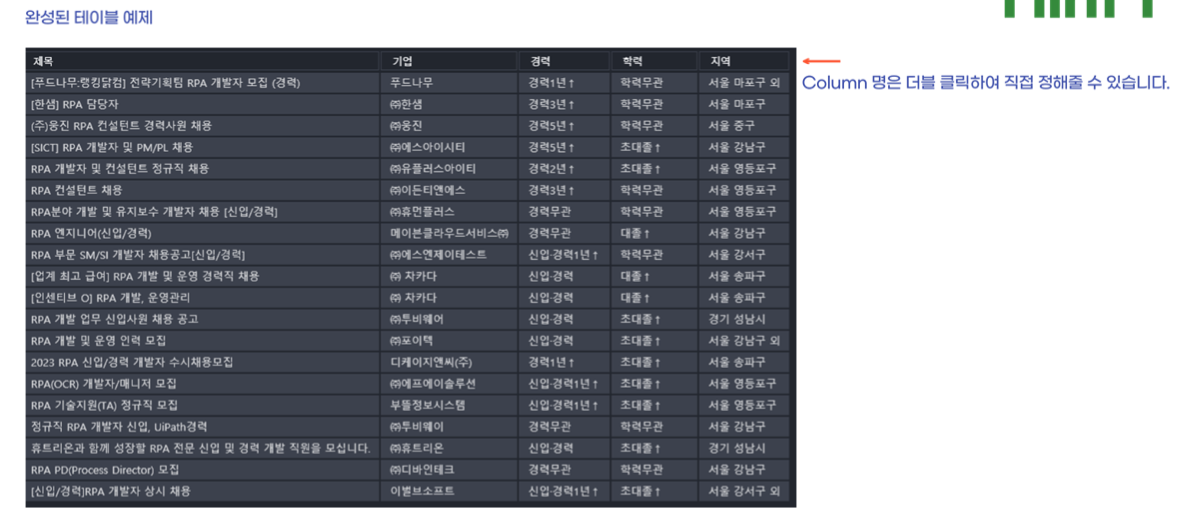 완성된 테이블 예제
제목 기업 경력 학력 지역
[푸드나무:랭킹닭컴] 전략기획팀 RPA 개발자 모집 (경력) 푸드나무 경력1년↑ 학력무관 서울 마포구 외
Column 명은 더블 클릭하여 직접 정해줄 수 있습니다.
[한샘] RPA 담당자 ㈜한샘 경력3년↑ 학력무관 서울 마포구
(주)웅진 RPA 컨설턴트 경력사원 채용 ㈜웅진 경력5년↑ 학력무관 서울 중구
[SICT] RPA 개발자 및 PM/PL 채용 ㈜에스아이시티 경력5년↑ 초대졸↑ 서울 강남구
RPA 개발자 및 컨설턴트 정규직 채용 ㈜유플러스아이티 경력2년↑ 초대졸↑ 서울 영등포구
RPA 컨설턴트 채용 ㈜이든티앤에스 경력3년↑ 학력무관 서울 영등포구
RPA분야 개발 및 유지보수 개발자 채용 [신입/경력] ㈜휴먼플러스 경력무관 학력무관 서울 영등포구
RPA 엔지니어(신입/경력) 메이븐클라우드서비스㈜ 경력무관 대졸↑ 서울 강남구
RPA 부문 SM/SI 개발자 채용공고[신입/경력] ㈜에스엔제이테스트 신입·경력1년↑ 학력무관 서울 강서구
[업계 최고 급여] RPA 개발 및 운영 경력직 채용 ㈜ 차카다 신입·경력 대졸↑ 서울 송파구
[인센티브 O] RPA 개발, 운영관리 ㈜ 차카다 신입·경력 대졸↑ 서울 송파구
RPA 개발 업무 신입사원 채용 공고 ㈜투비웨어 신입·경력 초대졸↑ 경기 성남시
RPA 개발 및 운영 인력 모집 ㈜포이텍 신입·경력 초대졸↑ 서울 강남구 외
2023 RPA 신입/경력 개발자 수시채용모집 디케이지앤씨(주) 경력1년↑ 초대졸↑ 서울 송파구
RPA(OCR) 개발자/매니저 모집 ㈜에프에이솔루션 신입·경력1년↑ 초대졸↑ 서울 영등포구
RPA 기술지원(TA) 정규직 모집 부뜰정보시스템 신입·경력1년↑ 초대졸↑ 서울 영등포구
정규직 RPA 개발자 신입, UiPath경력 ㈜투비웨이 경력무관 학력무관 서울 강남구
휴트리온과 함께 성장할 RPA 전문 신입 및 경력 개발 직원을 모십니다. ㈜휴트리온 신입·경력 초대졸↑ 경기 성남시
RPA PD(Process Director) 모집 ㈜디바인테크 경력무관 학력무관 서울 강남구
[신입/경력]RPA 개발자 상시 채용 이벌브소프트 신입·경력1년↑ 초대졸↑ 서울 강서구 외